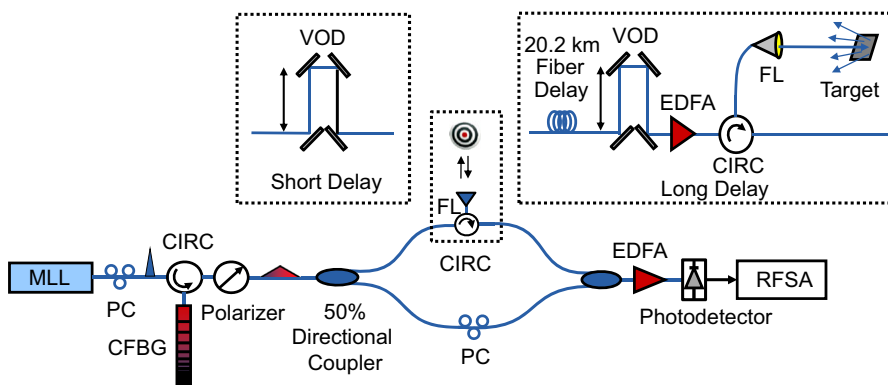 VOD
Short Delay
20.2 km
Fiber
Delay
VOD
EDFA
FL
Target
CIRC
Long Delay
FL
CIRC
MLL
PC
CIRC
CFBG
Polarizer
50%
Directional
Coupler
PC
EDFA
Photodetector
RFSA